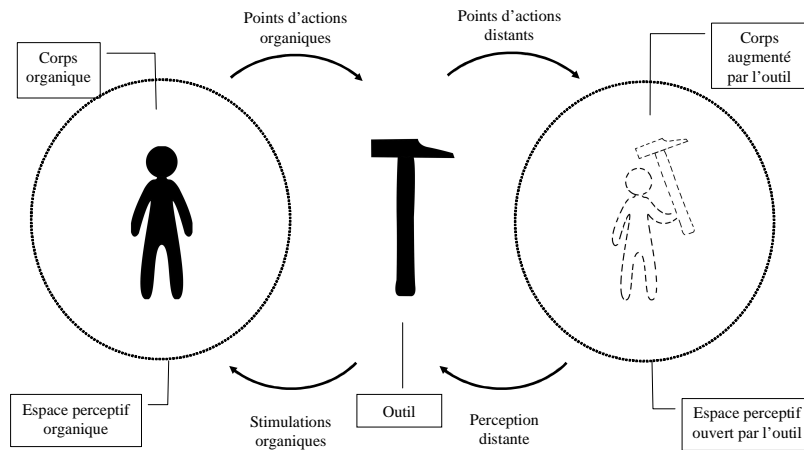 Points d'actions
organiques
Points d'actions
distants
Corps
organique
Corps
augmenté
par l'outil
Espace perceptif
organique
Stimulations
organiques
Outil
Perception
distante
Espace perceptif
ouvert par l'outil